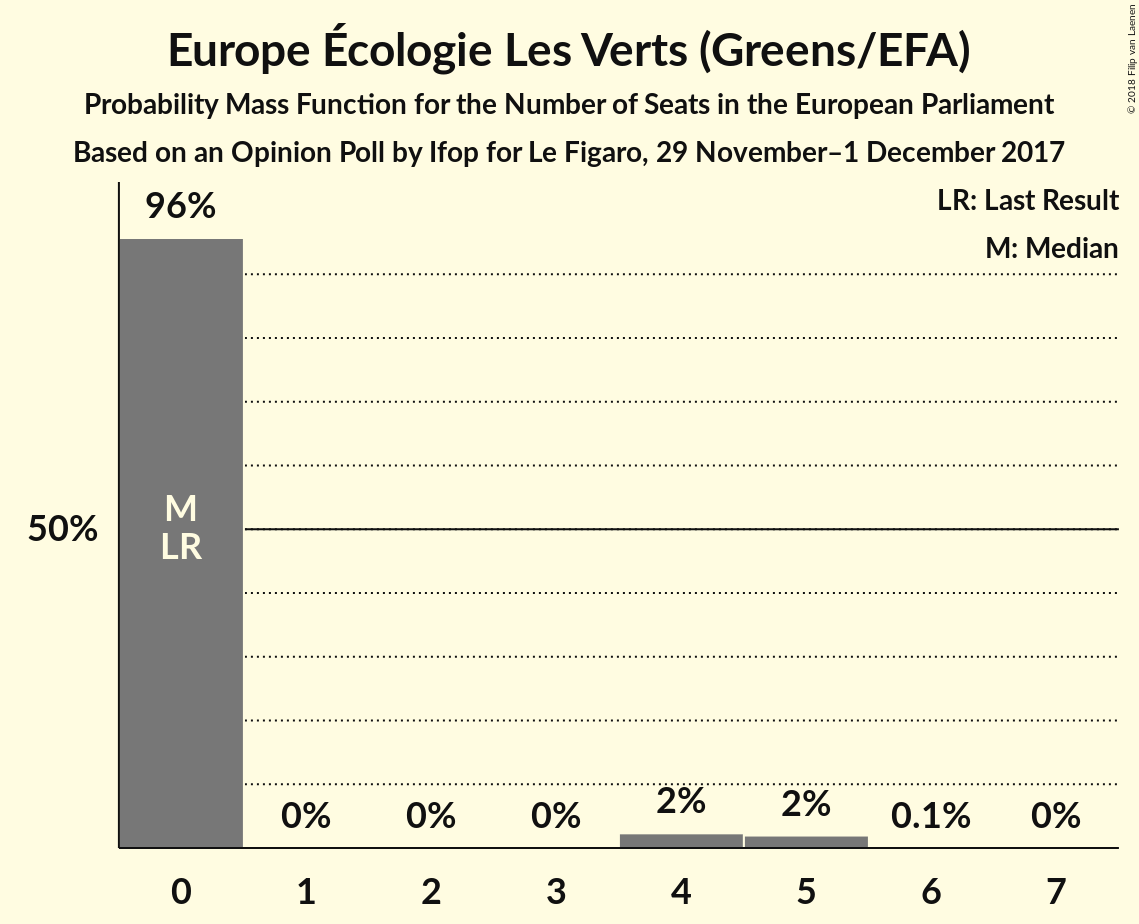 Europe Écologie Les Verts (Greens/EFA)
Probability Mass Function for the Number of Seats in the European Parliament
Based on an Opinion Poll by Ifop for Le Figaro, 29 November–1 December 2017
© 2018 Filip van Laenen
LR: Last Result
M: Median
96%
M
LR
50%
0% 0% 0% 2% 2% 0.1% 0%
0 1 2 3 4 5 6 7